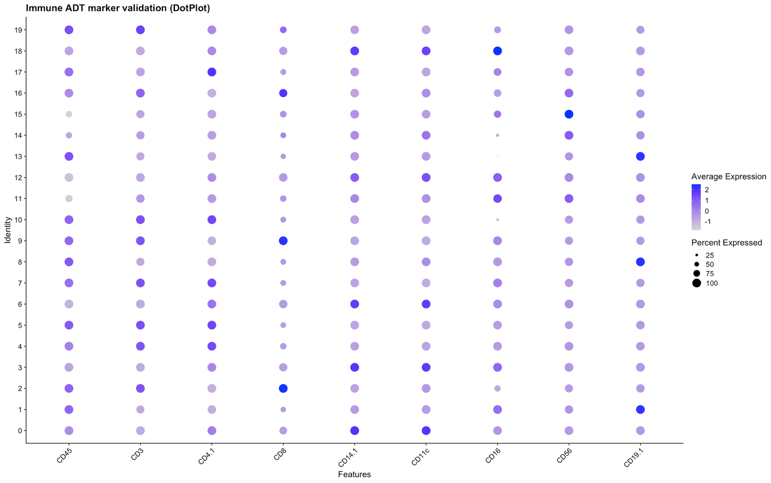 Immune ADT marker validation (DotPlot)
19
18
17
16
15
14
13
12
11
10
9
8
7
6
5
4
3
2
1
0
Identity
CD45
CD3
CD4.1
CD8
CD14.1
CD11c
CD16
CD56
CD19.1
Features
Average Expression
2
1
0
-1
Percent Expressed
25
50
75
100